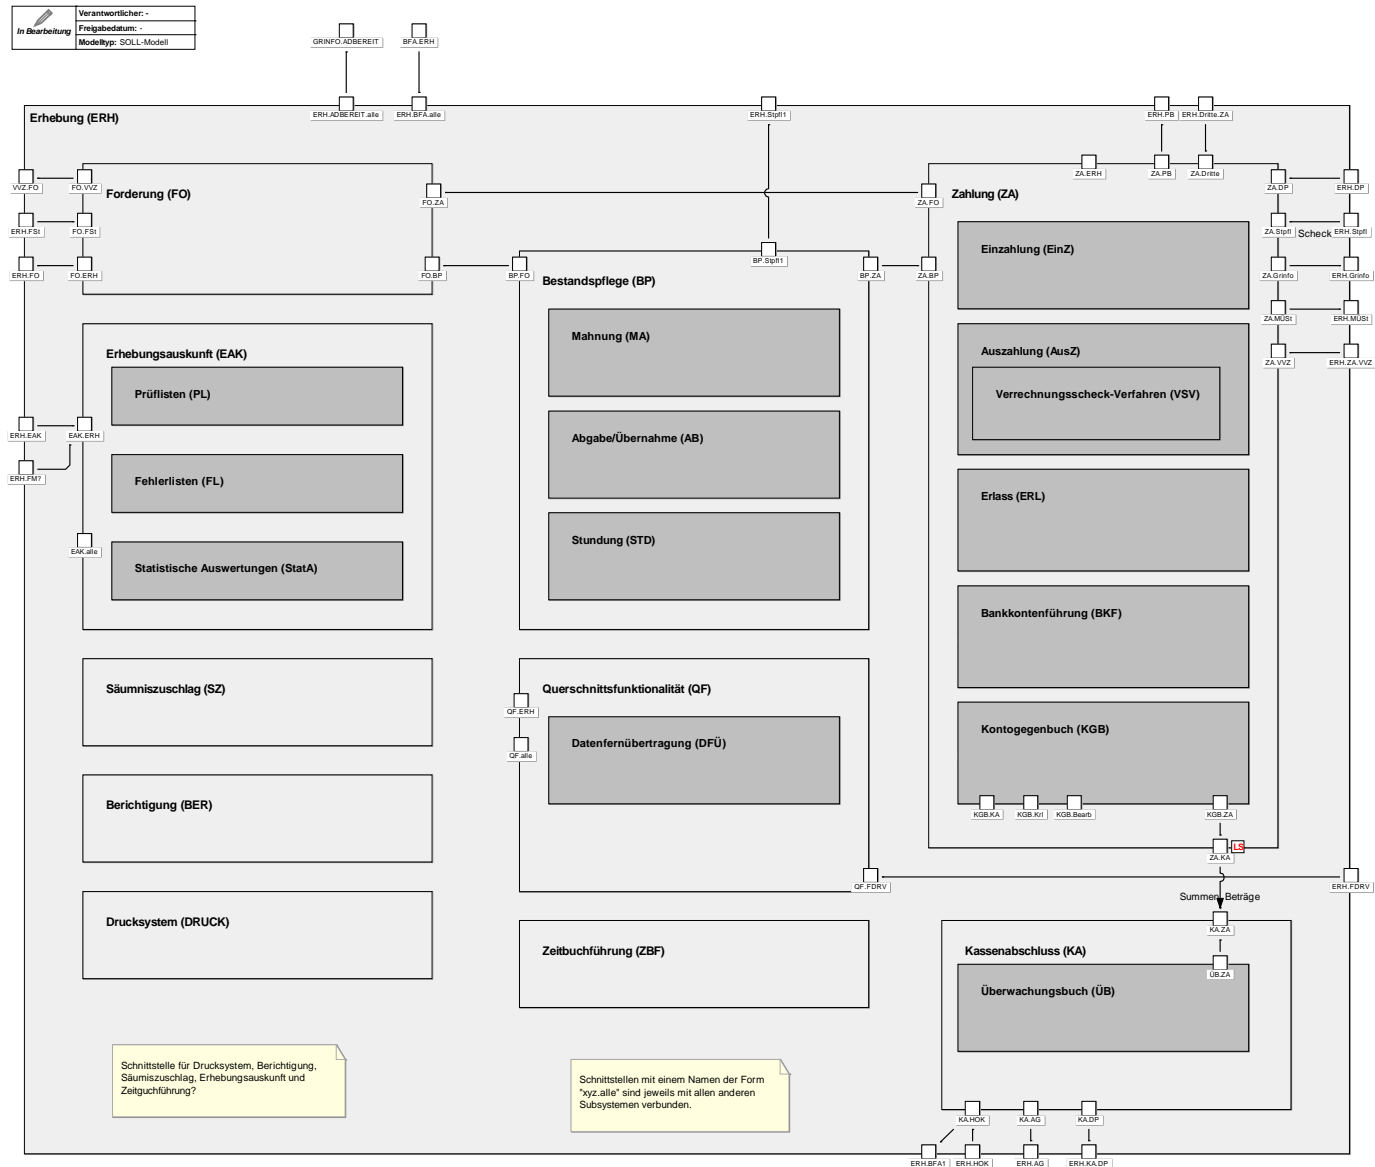 In Bearbeitung
Verantwortlicher: -
Freigabedatum: -
Modelltyp: SOLL-Modell
GRINFO.ADBEREIT
BFA.ERH
ERH.ADBEREIT.alle
ERH.BFA.alle
ERH.Stpfl1
ERH.PB
ERH.Dritte.ZA
Erhebung (ERH)
VVZ.FO
FO.VVZ
Forderung (FO)
FO.ZA
ERH.FSt
FO.FSt
ERH.FO
FO.ERH
FO.BP
BP.FO
BP.Stpfl1
BP.ZA
ZA.BP
ZA.FO
ZA.ERH
ZA.PB
ZA.Dritte
Zahlung (ZA)
ZA.DP
ERH.DP
ZA.Stpfl
Scheck
ERH.Stpfl
ZA.Grinfo
ERH.Grinfo
ZA.MÜSt
ERH.MÜSt
ZA.VVZ
ERH.ZA.VVZ
Einzahlung (EinZ)
Auszahlung (AusZ)
Verrechnungsscheck-Verfahren (VSV)
Erlass (ERL)
Bankkontenführung (BKF)
Kontogegenbuch (KGB)
KGB.KA
KGB.Krl
KGB.Bearb
KGB.ZA
ZA.KA
LS
Bestandspflege (BP)
Mahnung (MA)
Abgabe/Übernahme (AB)
Stundung (STD)
Erhebungsauskunft (EAK)
Prüflisten (PL)
Fehlerlisten (FL)
Statistische Auswertungen (StatA)
ERH.EAK
EAK.ERH
ERH.FM?
EAK.alle
Säumniszuschlag (SZ)
Berichtigung (BER)
Drucksystem (DRUCK)
Querschnittsfunktionalität (QF)
QF.ERH
QF.alle
Datenfernübertragung (DFÜ)
QF.FDRV
ERH.FDRV
Summen, Beträge
Zeitbuchführung (ZBF)
KA.ZA
Kassenabschluss (KA)
ÜB.ZA
Überwachungsbuch (ÜB)
KA.HOK
KA.AG
KA.DP
ERH.BFA1
ERH.HOK
ERH.AG
ERH.KA.DP
Schnittstelle für Drucksystem, Berichtigung,
Säumiszuschlag, Erhebungsauskunft und
Zeitguchführung?
Schnittstellen mit einem Namen der Form
"xyz.alle" sind jeweils mit allen anderen
Subsystemen verbunden.